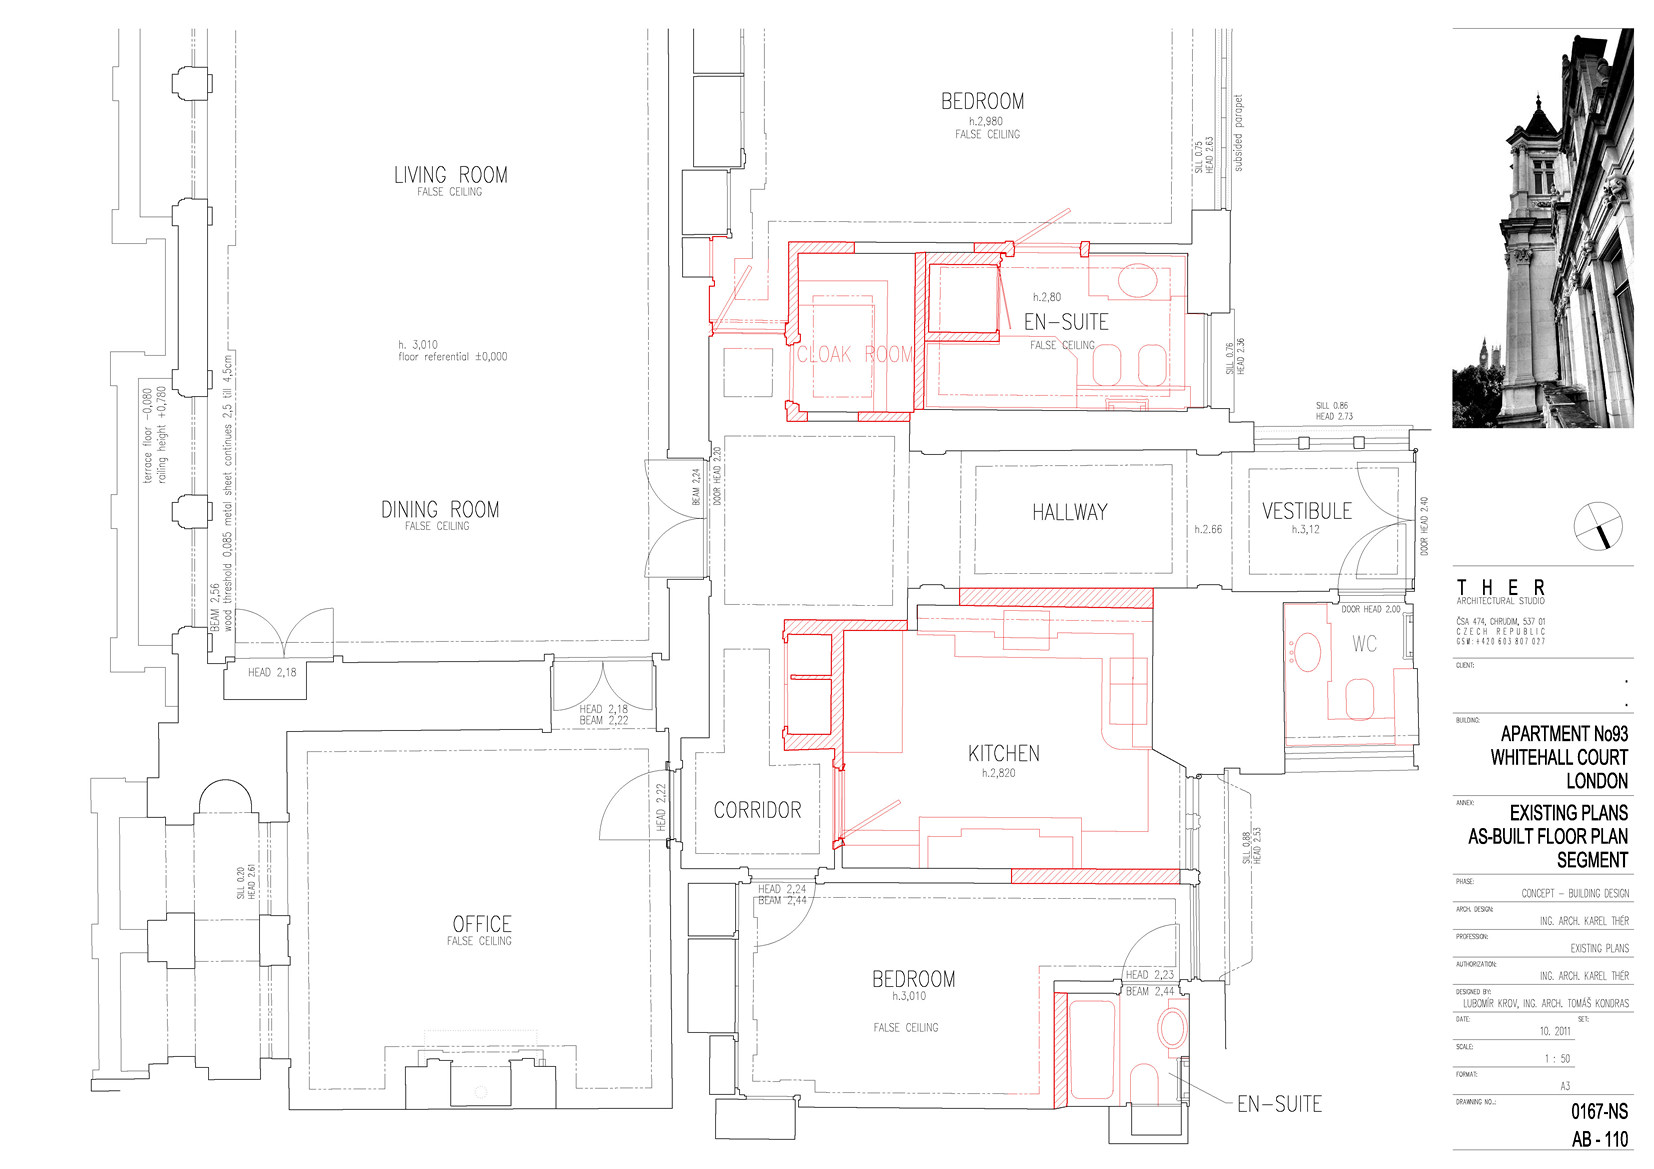 BEDROOM
h.2,980
FALSE CEILING
SILL 0.75
HEAD 2.63
subsided parapet
LIVING ROOM
FALSE CEILING
h. 3,010
floor referential ±0,000
terrace floor -0,080
railing height +0,780
wood threshold 0,085 metal sheet continues 2,5 till 4,5cm
BEAM 2,56
h.2,80
EN-SUITE
FALSE CEILING
CLOAK ROOM
SILL 0.76
HEAD 2.36
SILL 0.86
HEAD 2.73
DINING ROOM
FALSE CEILING
BEAM 2,24
DOOR HEAD 2,20
HALLWAY
h.2.66
VESTIBULE
h.3,12
DOOR HEAD 2.40
DOOR HEAD 2.00
WC
HEAD 2,18
HEAD 2,18
BEAM 2,22
HEAD 2,22
KITCHEN
h.2,820
CORRIDOR
SILL 0.88
HEAD 2.53
SILL 0.20
HEAD 2.61
HEAD 2,24
BEAM 2,44
OFFICE
FALSE CEILING
BEDROOM
h.3,010
FALSE CEILING
HEAD 2,23
BEAM 2,44
EN-SUITE
THER
ARCHITECTURAL STUDIO
ČSA 474, CHRUDIM, 537 01
CZECH REPUBLIC
GSM:+420 603 807 027
CLIENT:
.
.
BUILDING:
APARTMENT No93
WHITEHALL COURT
LONDON
ANNEX:
EXISTING PLANS
AS-BUILT FLOOR PLAN
SEGMENT
PHASE:
CONCEPT - BUILDING DESIGN
ARCH. DESIGN:
ING. ARCH. KAREL THÉR
PROFESSION:
EXISTING PLANS
AUTHORIZATION:
ING. ARCH. KAREL THÉR
DESIGNED BY:
LUBOMÍR KROV, ING. ARCH. TOMÁŠ KONDRAS
DATE:
SET:
10. 2011
SCALE:
1 : 50
FORMAT:
A3
DRAWING NO.:
0167-NS
AB - 110